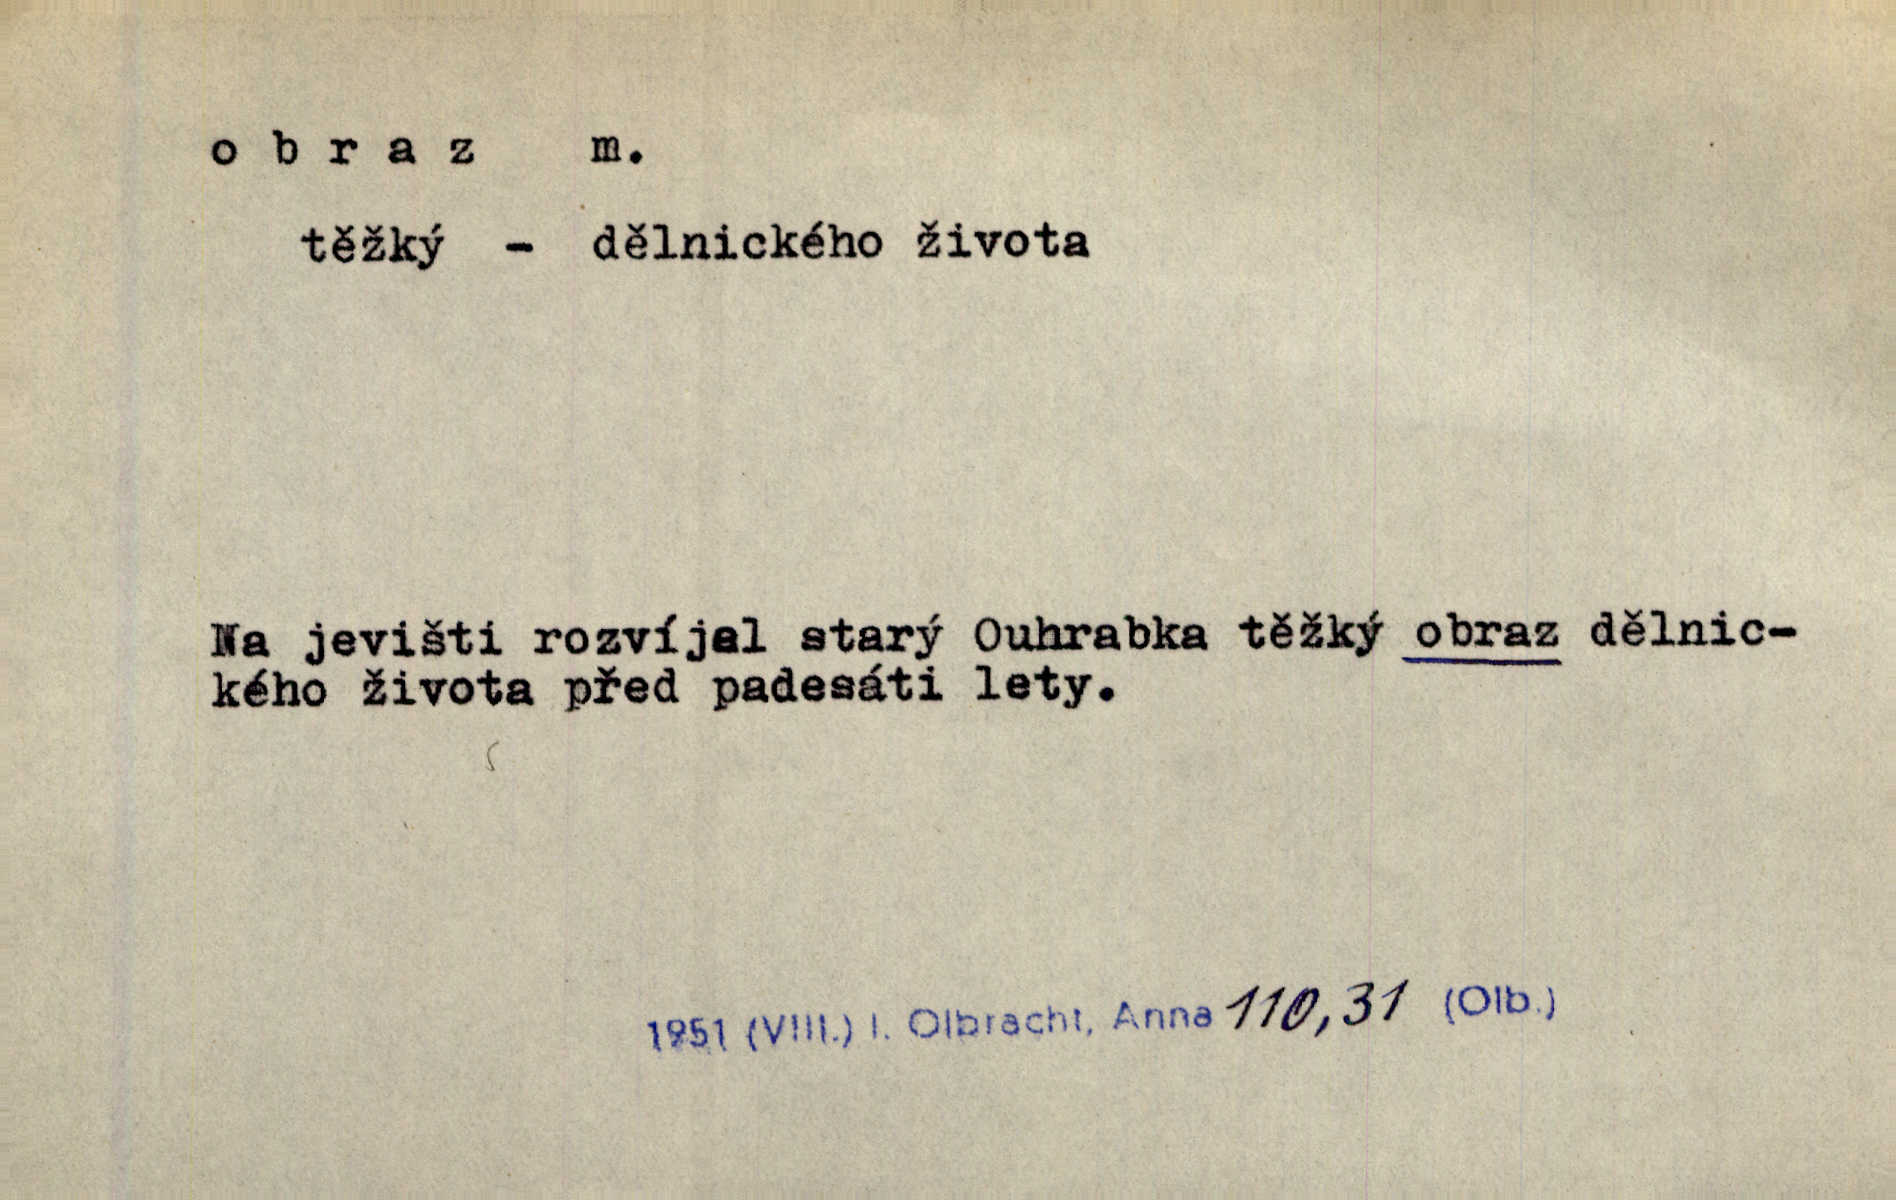 o b r a z m.
těžký - dělnického života
Na jevišti rozvíjel starý Ouhrabka těžký obraz dělnic-
kého života před padesáti lety.
1951 (VIII.) I. Olbracht, Anna 110,31 (Olb.)